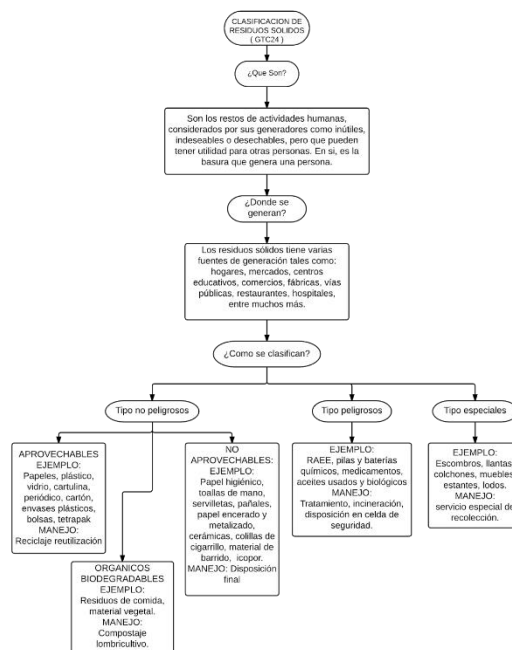 CLASIFICACION DE
RESIDUOS SOLIDOS
( GTC24 )
¿Que Son?
Son los restos de actividades humanas,
considerados por sus generadores como inútiles,
indeseables o desechables, pero que pueden
tener utilidad para otras personas. En si, es la
basura que genera una persona.
¿Donde se
generan?
Los residuos sólidos tiene varias
fuentes de generación tales como:
hogares, mercados, centros
educativos, comercios, fábricas, vías
públicas, restaurantes, hospitales,
entre muchos más.
¿Como se clasifican?
Tipo no peligrosos
Tipo peligrosos
Tipo especiales
APROVECHABLES
EJEMPLO:
Papeles, plástico,
vidrio, cartulina,
periódico, cartón,
envases plásticos,
bolsas, tetrapak
MANEJO:
Reciclaje reutilización
ORGANICOS
BIODEGRADABLES
EJEMPLO:
Residuos de comida,
material vegetal.
MANEJO:
Compostaje
lombricultivo.
NO
APROVECHABLES:
EJEMPLO:
Papel higiénico,
toallas de mano,
servilletas, pañales,
papel encerado y
metalizado,
cerámicas, colillas de
cigarrillo, material de
barrido, icopor.
MANEJO: Disposición
final
EJEMPLO:
RAEE, pilas y baterías
químicos, medicamentos,
aceites usados y biológicos
MANEJO:
Tratamiento, incineración,
disposición en celda de
seguridad.
EJEMPLO:
Escombros, llantas
colchones, muebles
estantes, lodos.
MANEJO:
servicio especial de
recolección.